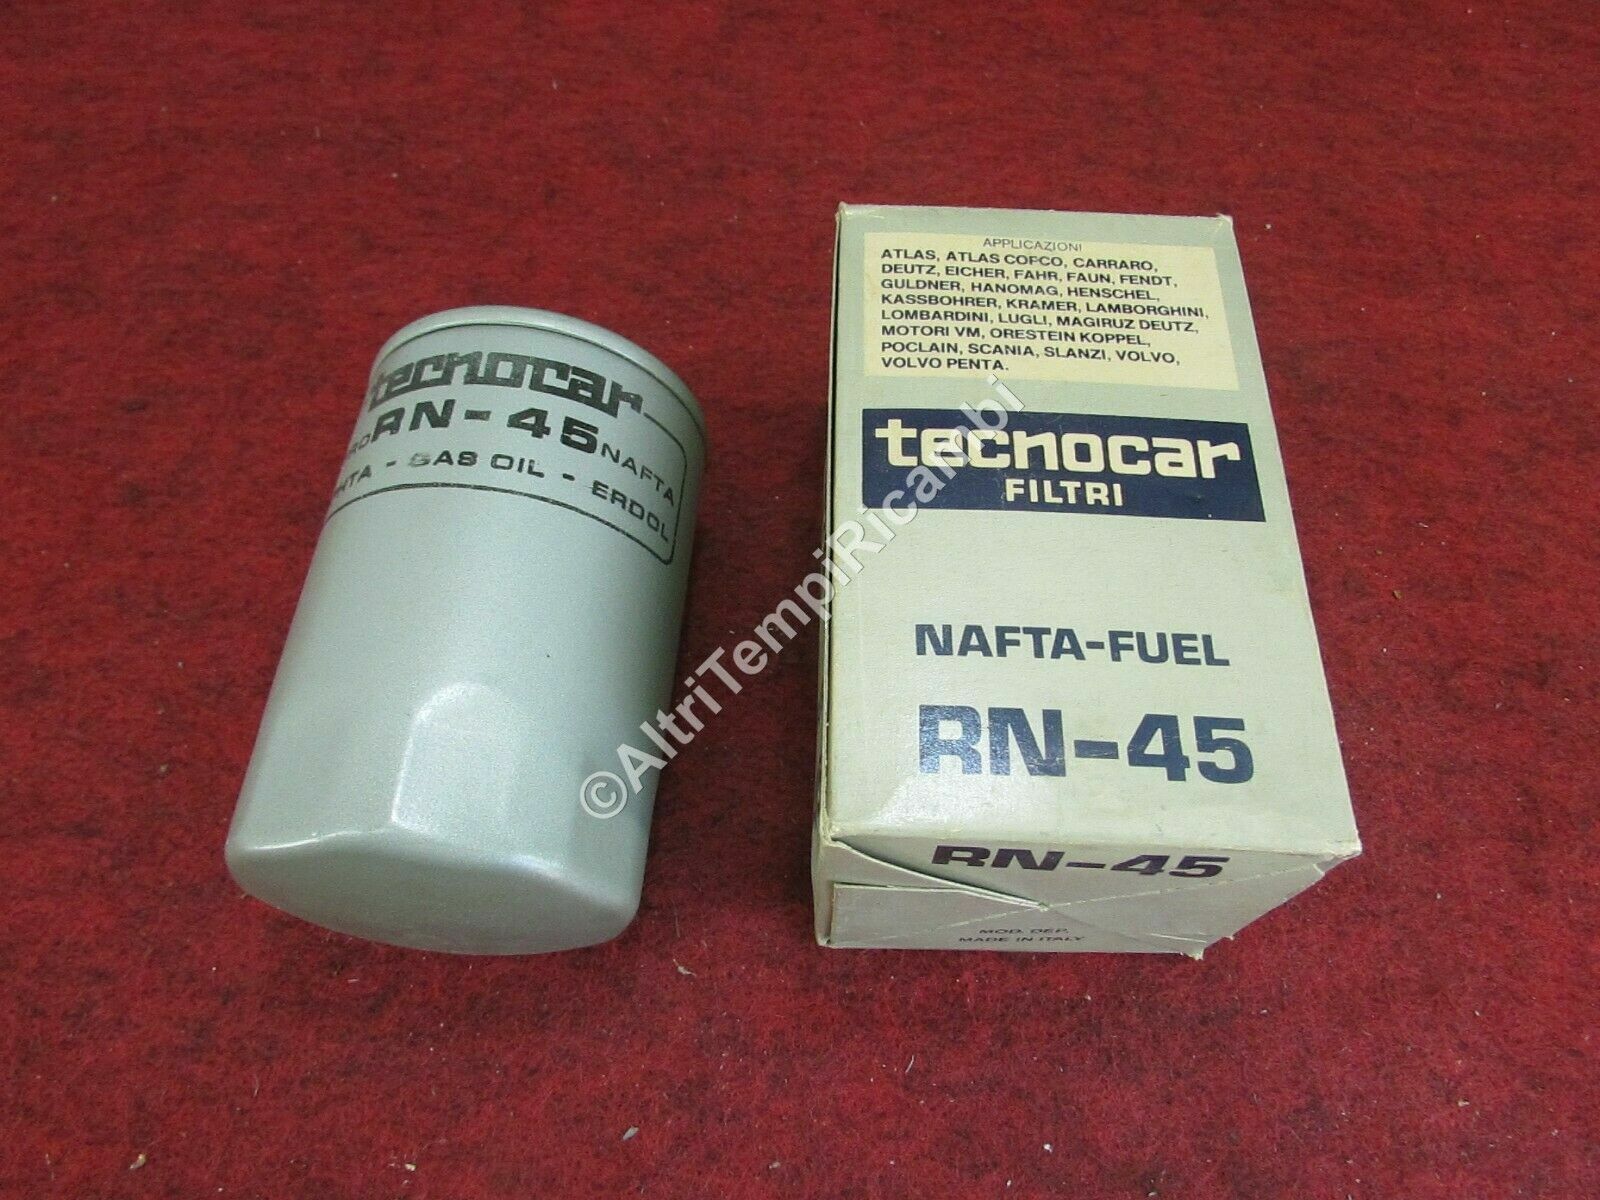 tecnocar
RN-45 NAFTA
- GAS OIL - ERDOL
APPLICAZIONI
ATLAS, ATLAS COPCO, CARRARO,
DEUTZ, EICHER, FAHR, FAUN, FENDT,
GULDNER, HANOMAG, HENSCHEL,
KASSBOHRER, KRAMER, LAMBORGHINI,
LOMBARDINI, LUGLI, MAGIRUZ DEUTZ,
MOTORI VM, ORESTEIN KOPPEL,
POCLAIN, SCANIA, SLANZI, VOLVO,
VOLVO PENTA.
tecnocar
FILTRI
NAFTA-FUEL
RN-45
RN-45
MOD. DEP.
MADE IN ITALY
©AltriTempiRicambi